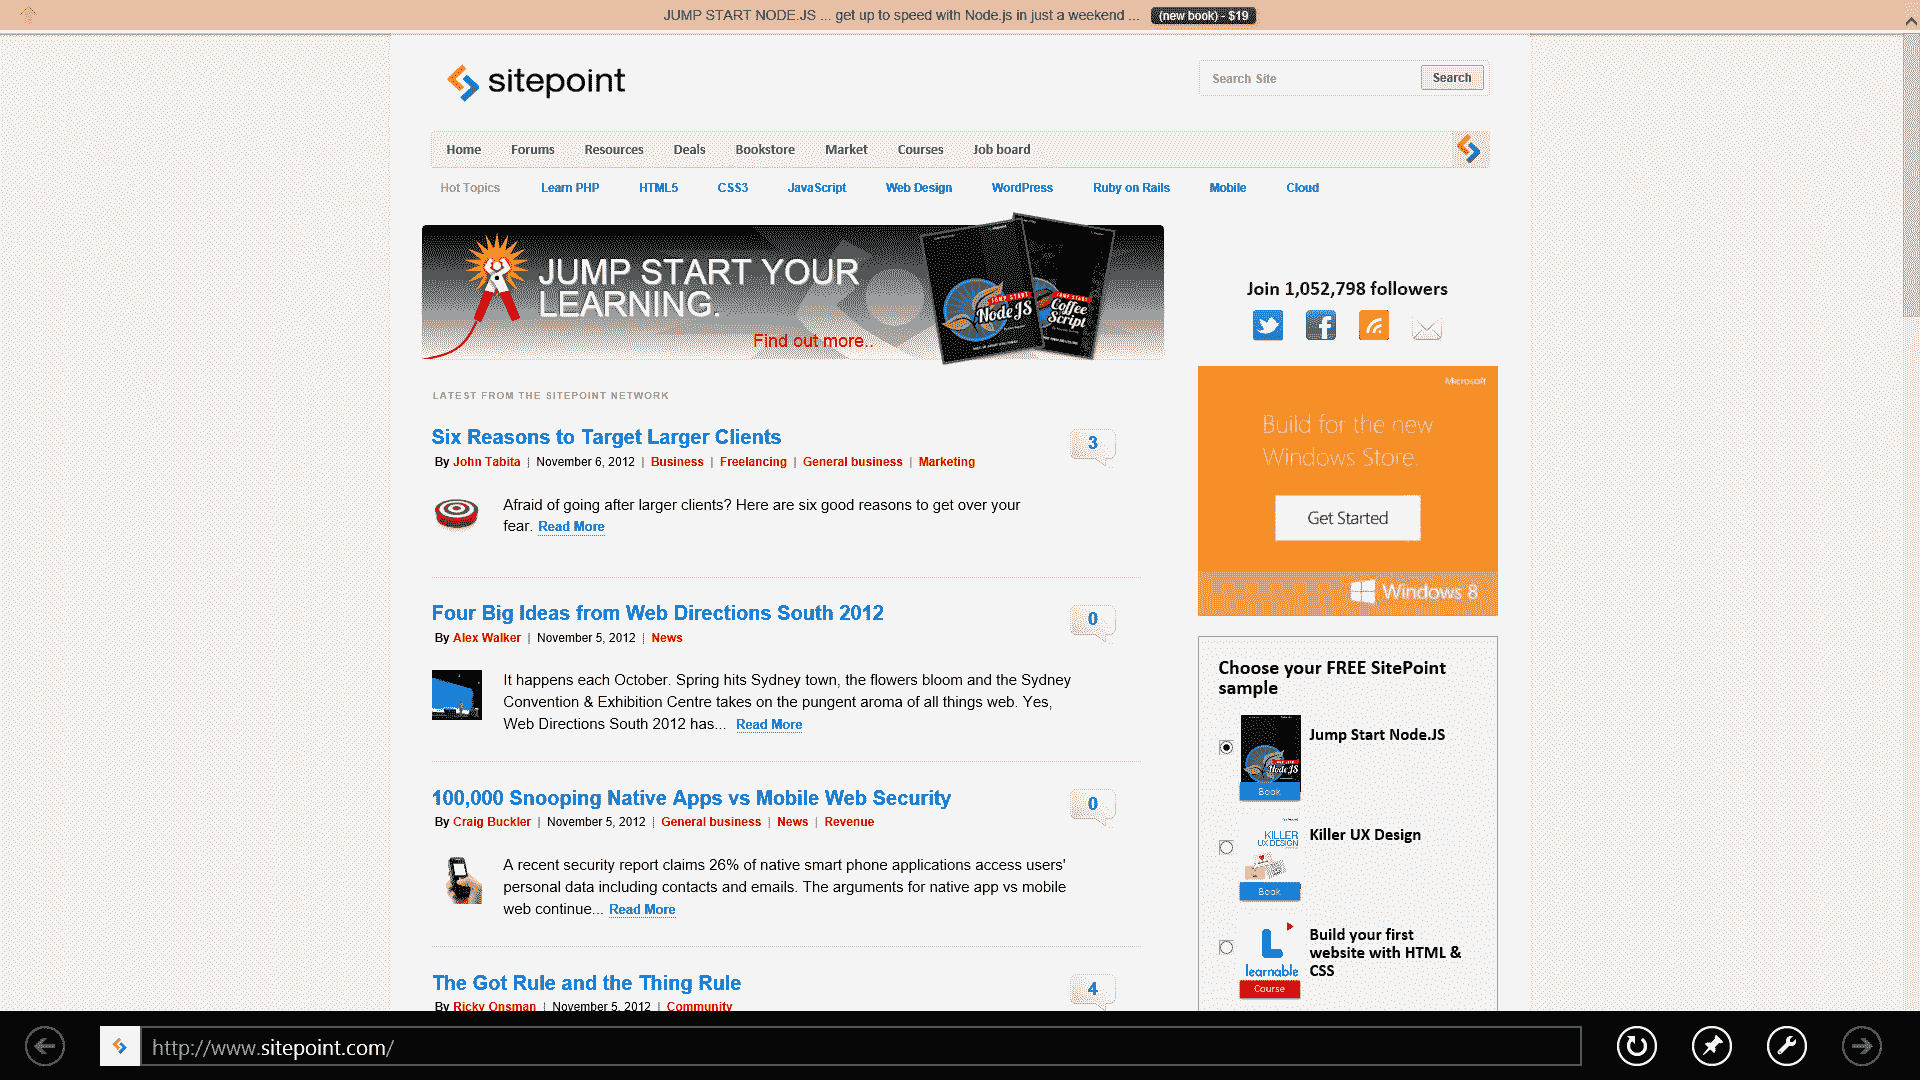 JUMP START NODE.JS ... get up to speed with Node.js in just a weekend ... (new book) - $19
sitepoint
Search Site Search
Home Forums Resources Deals Bookstore Market Courses Job board
Hot Topics Learn PHP HTML5 CSS3 JavaScript Web Design WordPress Ruby on Rails Mobile Cloud
JUMP START YOUR
LEARNING.
Find out more..
JUMP START
NodeJS
JUMP START
Coffee
Script
Join 1,052,798 followers
Microsoft
Build for the new
Windows Store.
Get Started
Windows 8
LATEST FROM THE SITEPOINT NETWORK
Six Reasons to Target Larger Clients
3
By John Tabita | November 6, 2012 | Business | Freelancing | General business | Marketing
Afraid of going after larger clients? Here are six good reasons to get over your
fear. Read More
Four Big Ideas from Web Directions South 2012
0
By Alex Walker | November 5, 2012 | News
It happens each October. Spring hits Sydney town, the flowers bloom and the Sydney
Convention & Exhibition Centre takes on the pungent aroma of all things web. Yes,
Web Directions South 2012 has... Read More
100,000 Snooping Native Apps vs Mobile Web Security
0
By Craig Buckler | November 5, 2012 | General business | News | Revenue
A recent security report claims 26% of native smart phone applications access users'
personal data including contacts and emails. The arguments for native app vs mobile
web continue... Read More
The Got Rule and the Thing Rule
4
By Ricky Onsman | November 5, 2012 | Community
Choose your FREE SitePoint
sample
Jump Start Node.JS
NodeJS
Book
Killer UX Design
KILLER
UX DESIGN
Book
Build your first
website with HTML &
CSS
learnable
Course
http://www.sitepoint.com/